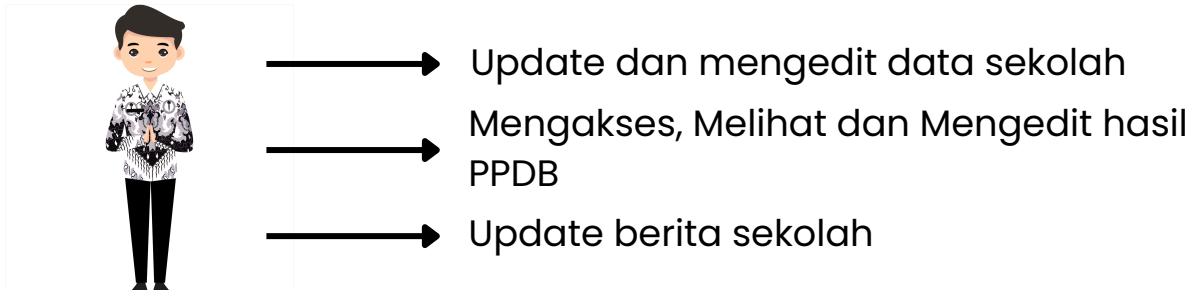 Update dan mengedit data sekolah
Mengakses, Melihat dan Mengedit hasil
PPDB
Update berita sekolah